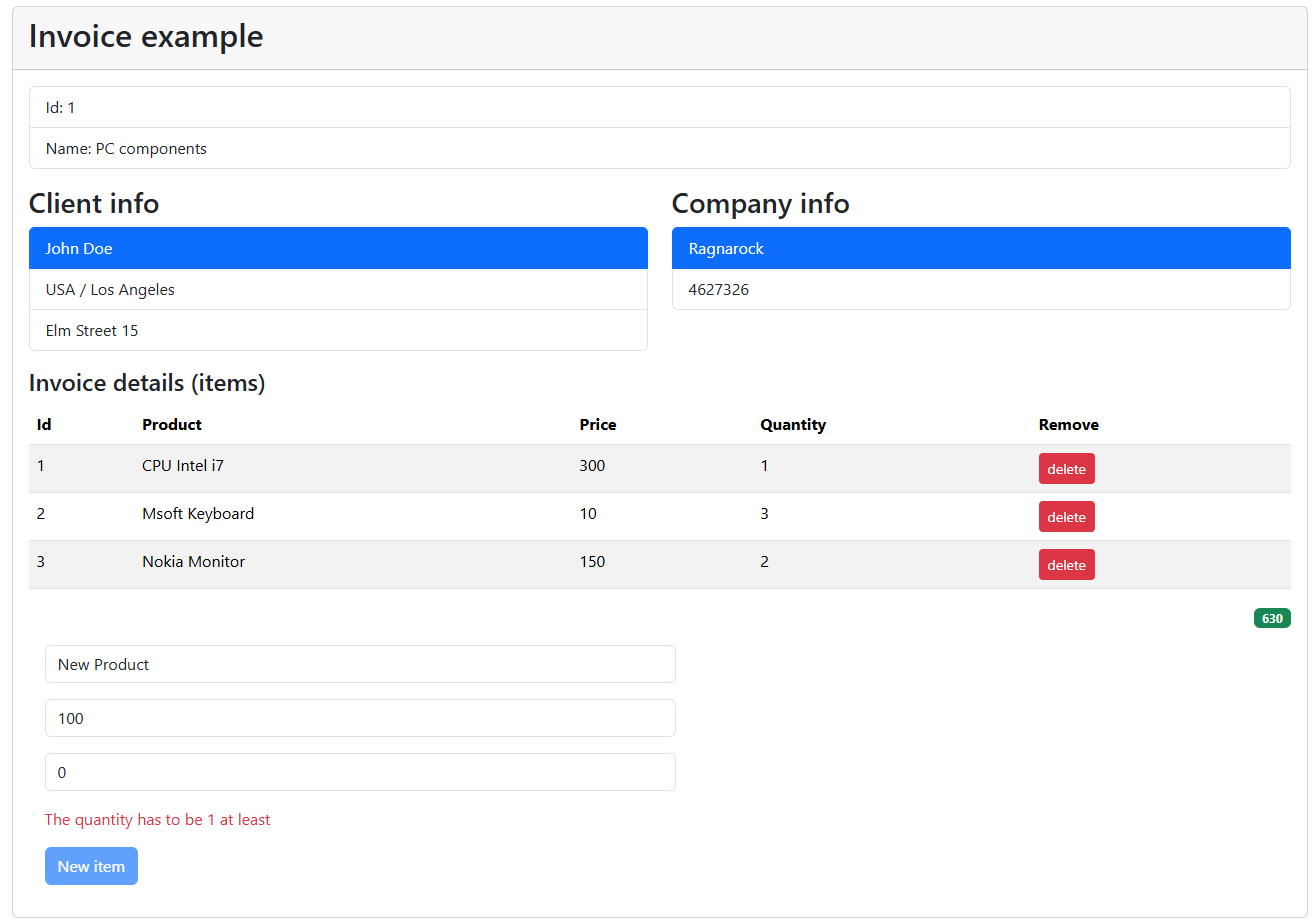 Invoice example
Id: 1
Name: PC components
Client info
John Doe
USA / Los Angeles
Elm Street 15
Company info
Ragnarock
4627326
Invoice details (items)
Id Product Price Quantity Remove
1 CPU Intel i7 300 1 delete
2 Msoft Keyboard 10 3 delete
3 Nokia Monitor 150 2 delete
630
New Product
100
0
The quantity has to be 1 at least
New item